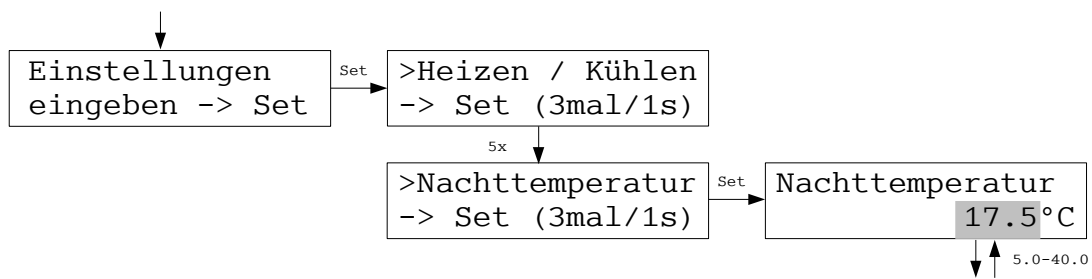 Einstellungen
eingeben -> Set
Set
>Heizen / Kühlen
-> Set (3mal/1s)
5x
>Nachttemperatur
-> Set (3mal/1s)
Set
Nachttemperatur
17.5°C
5.0-40.0